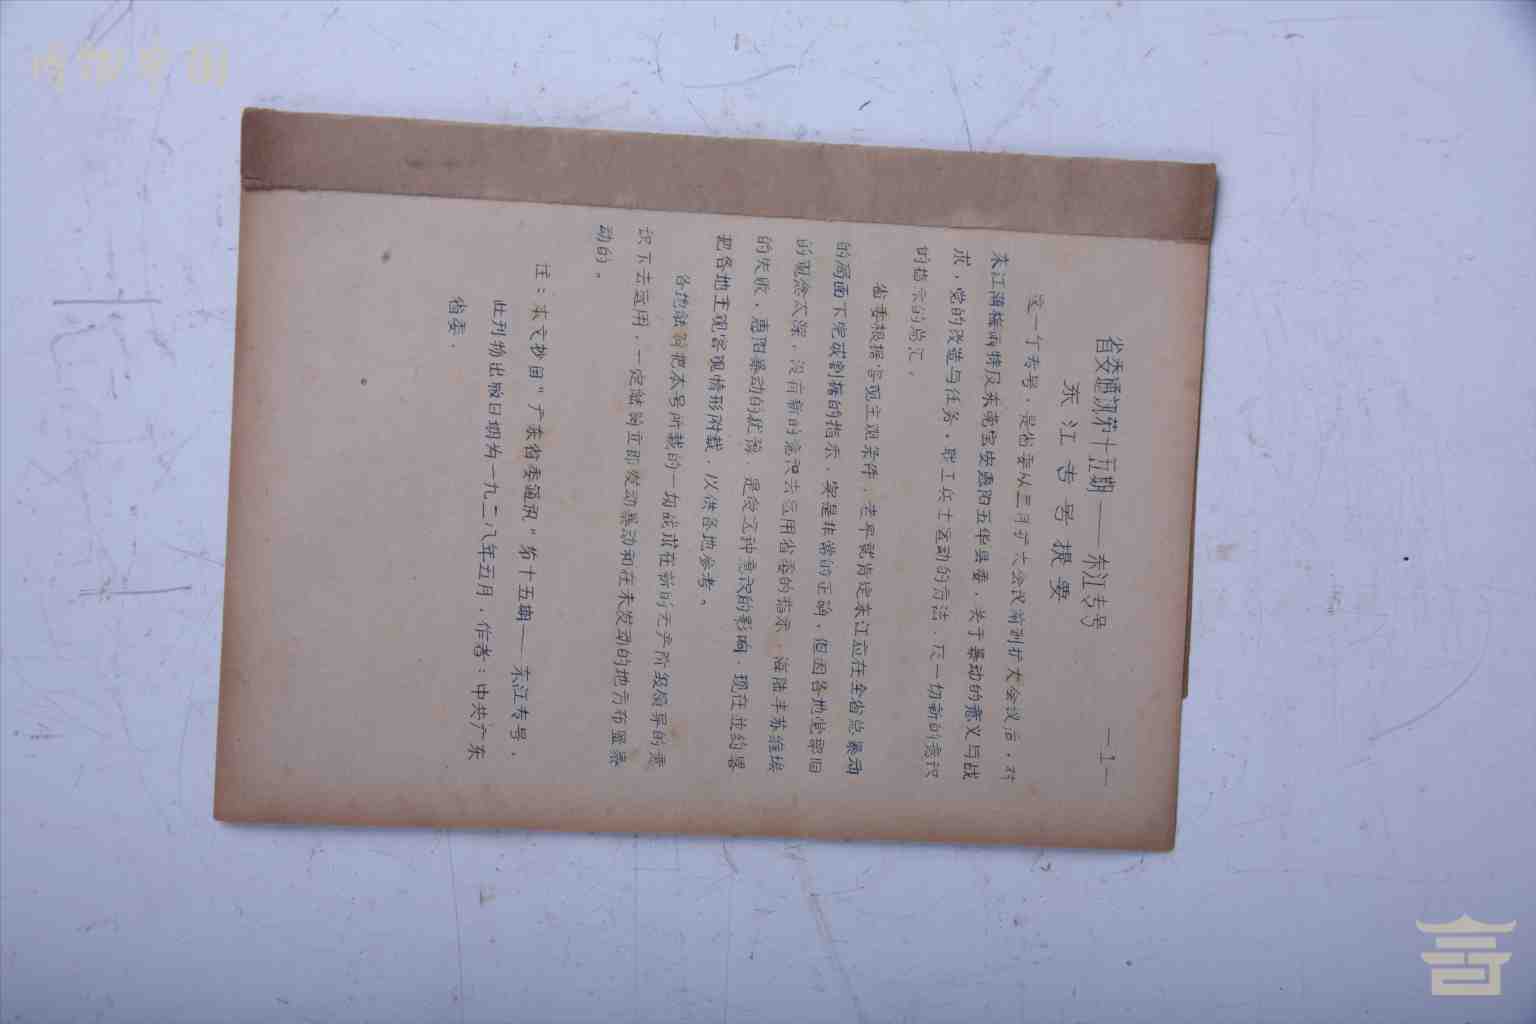 —1—
省委通讯第十五期——东江专号
东江专号提要
这一个专号，是省委从三月扩大会议前到扩大会议后，对
东江潮梅两特及东莞宝安惠阳五华县委，关于暴动的意义与战
求，党的改造与任务，职工兵士运动的方法，及一切新的意识
的指示的总汇。
省委根据客观主观条件，老早就肯定东江应在全省总暴动
的局面下完成割据的指示，实是非常的正确，但因各地党部旧
的观念太深，没有新的意识去应用省委的指示，海陆丰苏维埃
的失败，惠阳暴动的犹豫，是受这种意识的影响，现在並约畧
把各地主观客观情形附载，以供各地参考。
各地能够把本号所载的一切战求在新的无产阶级领导的意
识下去运用，一定能够立即发动暴动和在未发动的地方布置暴
动的。
注：本文抄自“广东省委通讯”第十五期——东江专号，
此刊物出版日期为一九二八年五月，作者：中共广东
省委．